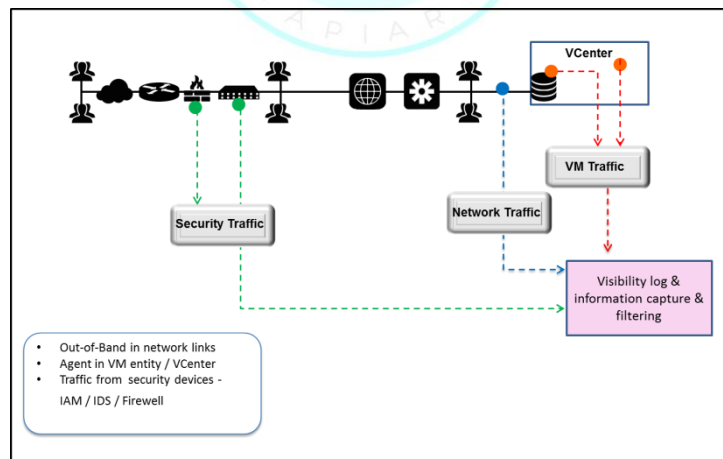 APIAR
VCenter
VM Traffic
Network Traffic
Security Traffic
Visibility log &
information capture &
filtering
• Out-of-Band in network links
• Agent in VM entity / VCenter
• Traffic from security devices -
IAM / IDS / Firewell